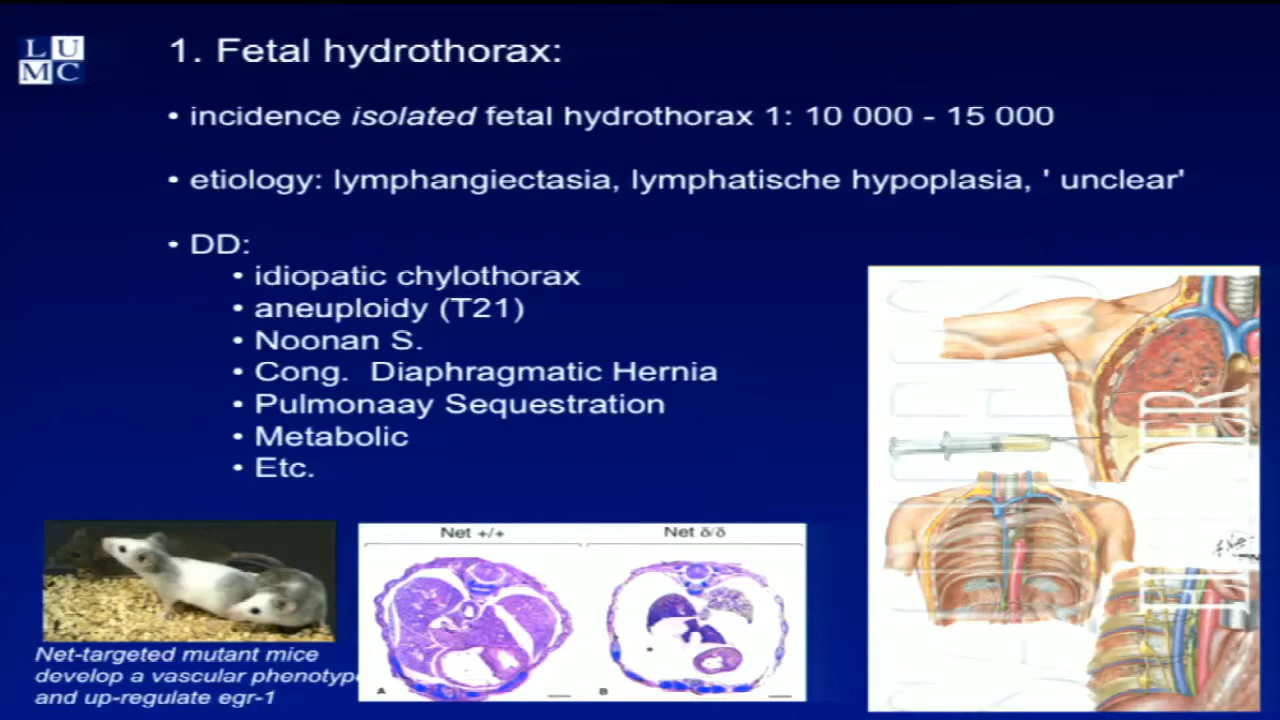 L U
M C
1. Fetal hydrothorax:
• incidence isolated fetal hydrothorax 1: 10 000 - 15 000
• etiology: lymphangiectasia, lymphatische hypoplasia, ' unclear'
• DD:
• idiopatic chylothorax
• aneuploidy (T21)
• Noonan S.
• Cong. Diaphragmatic Hernia
• Pulmonaay Sequestration
• Metabolic
• Etc.
Net +/+ Net δ/δ
A B
Net-targeted mutant mice
develop a vascular phenotype
and up-regulate egr-1